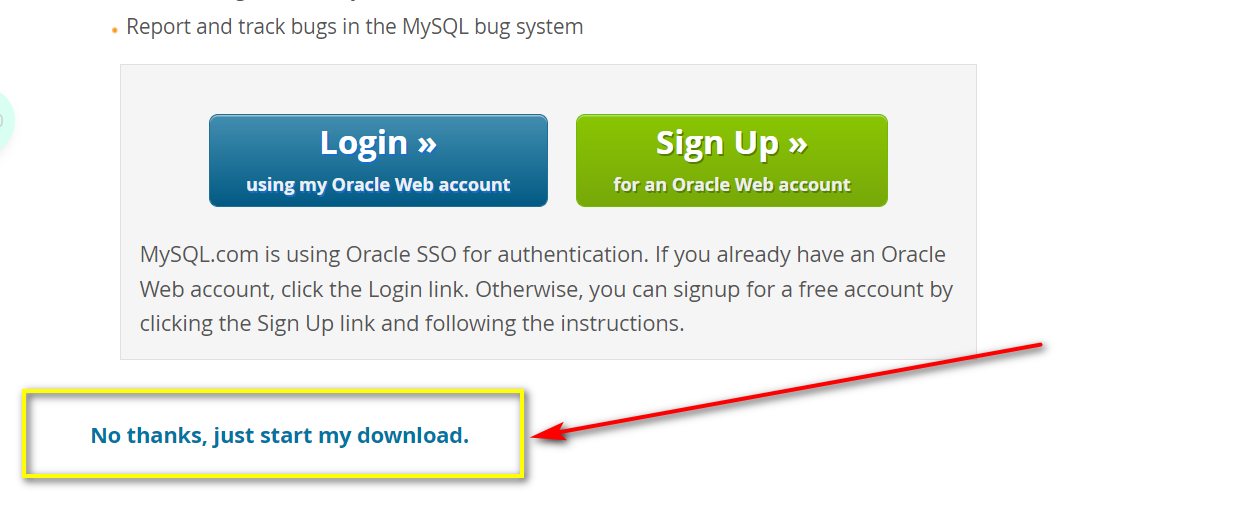 Report and track bugs in the MySQL bug system
Login »
using my Oracle Web account
Sign Up »
for an Oracle Web account
MySQL.com is using Oracle SSO for authentication. If you already have an Oracle
Web account, click the Login link. Otherwise, you can signup for a free account by
clicking the Sign Up link and following the instructions.
No thanks, just start my download.